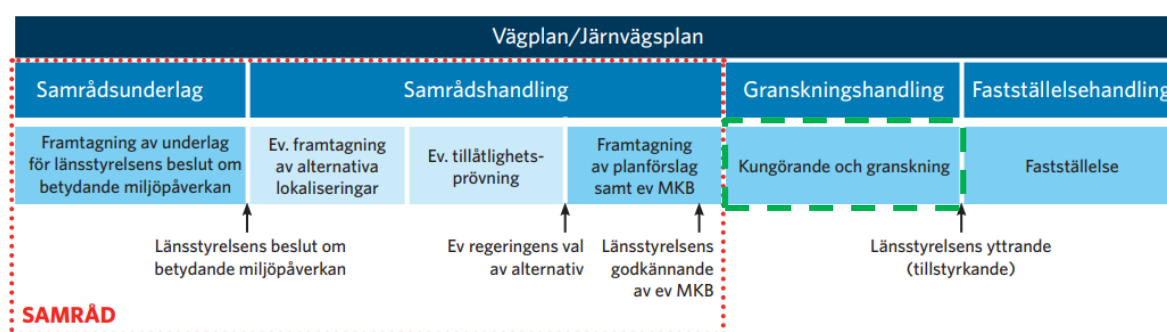 Vägplan/Järnvägsplan
Samrådsunderlag
Samrådshandling
Granskningshandling
Fastställelsehandling
Framtagning av underlag
för länsstyrelsens beslut om
betydande miljöpåverkan
Ev. framtagning
av alternativa
lokaliseringar
Ev. tillåtlighets-
prövning
Framtagning
av planförslag
samt ev MKB
Kungörande och granskning
Fastställelse
Länsstyrelsens beslut om
betydande miljöpåverkan
Ev regeringens val
av alternativ
Länsstyrelsens
godkännande
av ev MKB
Länsstyrelsens yttrande
(tillstyrkande)
SAMRÅD